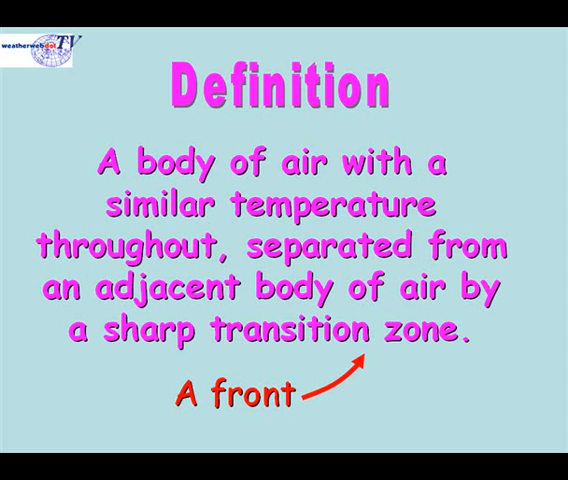 weatherwebdotTV
Definition
A body of air with a
similar temperature
throughout, separated from
an adjacent body of air by
a sharp transition zone.
A front